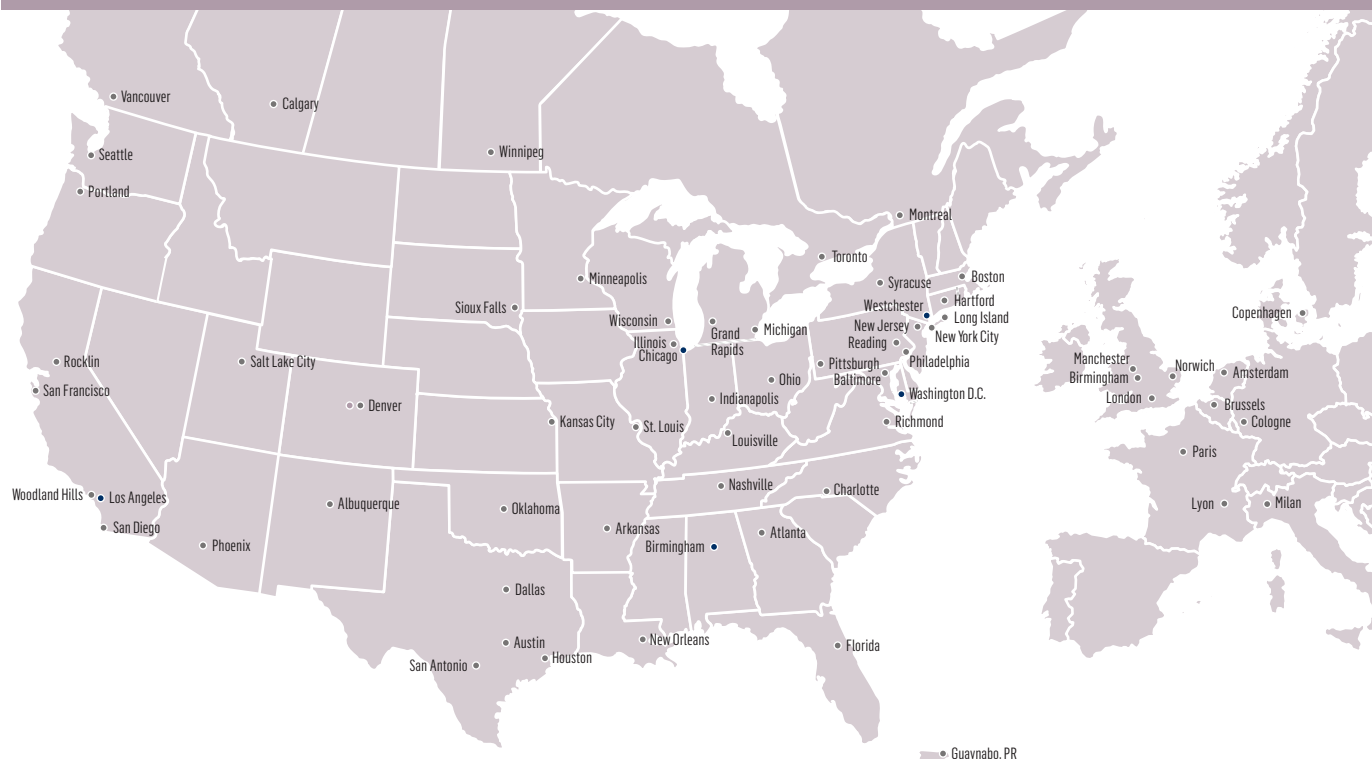 Vancouver
Calgary
Winnipeg
Seattle
Portland
Montreal
Toronto
Minneapolis
Syracuse
Boston
Sioux Falls
Westchester
Hartford
Wisconsin
Long Island
New Jersey
Grand
Rapids
Michigan
New York City
Illinois
Reading
Chicago
Rocklin
Salt Lake City
Pittsburgh
Philadelphia
Baltimore
San Francisco
Denver
Ohio
Indianapolis
Washington D.C.
Kansas City
St. Louis
Richmond
Louisville
Woodland Hills
Los Angeles
Albuquerque
Oklahoma
Nashville
Charlotte
San Diego
Arkansas
Atlanta
Phoenix
Birmingham
Dallas
Austin
New Orleans
Florida
San Antonio
Houston
Guaynabo, PR
Copenhagen
Manchester
Norwich
Amsterdam
Birmingham
London
Brussels
Cologne
Paris
Lyon
Milan